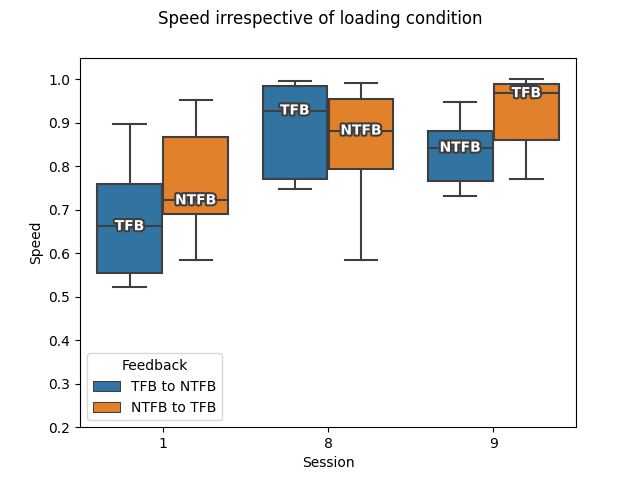 Speed irrespective of loading condition
1.0
0.9
0.8
0.7
0.6
0.5
0.4
0.3
0.2
Speed
TFB
NTFB
TFB
NTFB
NTFB
TFB
Feedback
TFB to NTFB
NTFB to TFB
1
8
9
Session